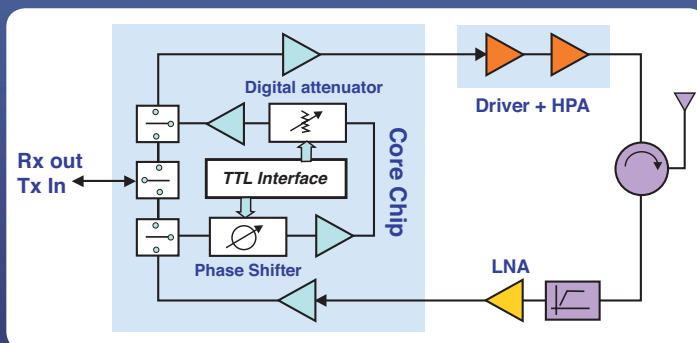 Digital attenuator
Driver + HPA
Rx out
Tx In
TTL Interface
Core Chip
Phase Shifter
LNA